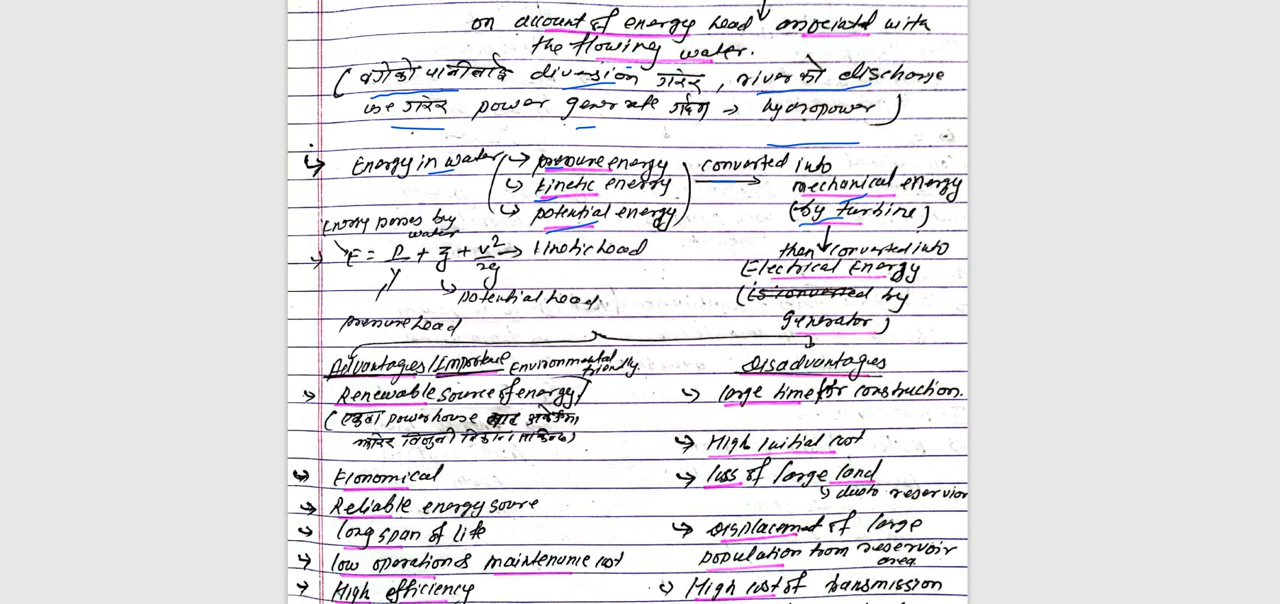 on account of energy head ↓ associated with
the flowing water.
( बगेको पानीलाई diversion गरेर, river को discharge
use गरेर power generate गर्दछ → hydropower )
Energy in water ( ↳ pressure energy
↳ kinetic energy
↳ potential energy )
converted into
mechanical energy
(by turbine)
then converted into
Electrical Energy
(is converted by
generator)
Energy posses by
water
E = P/γ + z + v²/2g → kinetic head
↳ potential head
pressure head
Advantages / Importance
Environmental friendly.
→ Renewable source of energy
( एउटा powerhouse बाट
→ Economical
→ Reliable energy source
→ long span of life
→ low operation & maintenance cost
→ High efficiency
Disadvantages
↳ large time for construction.
→ High initial cost
→ loss of large land
↳ due to reservior
→ Displacement of large
population from reservoir
area
↳ High cost of transmission